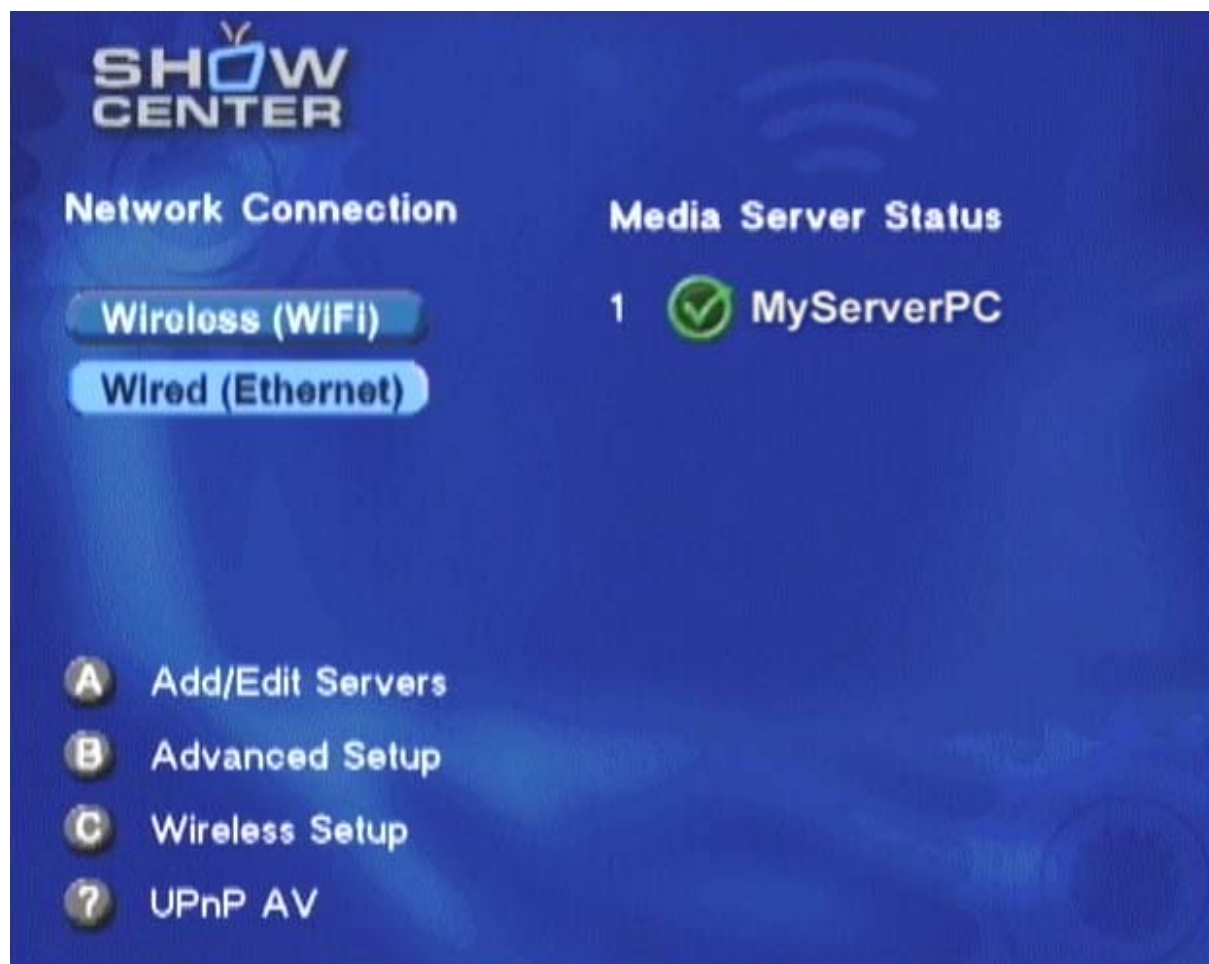 SHOW
CENTER
Network Connection
Wireless (WiFi)
Wired (Ethernet)
Media Server Status
1 MyServerPC
A Add/Edit Servers
B Advanced Setup
C Wireless Setup
? UPnP AV